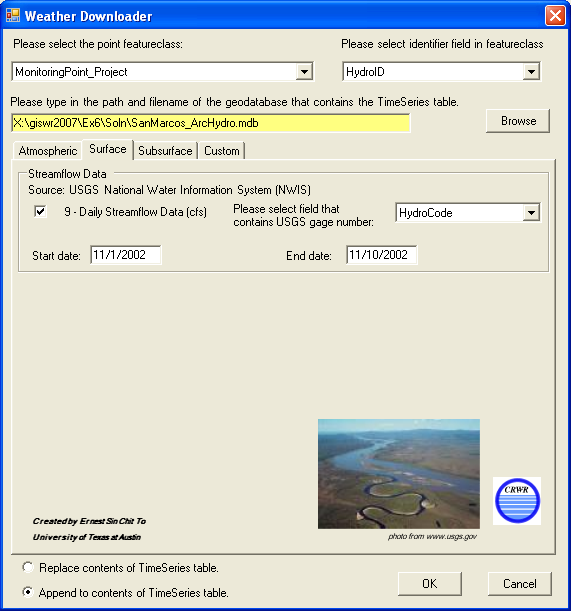 Weather Downloader
Please select the point featureclass:
Please select identifier field in featureclass
MonitoringPoint_Project
HydroID
Please type in the path and filename of the geodatabase that contains the TimeSeries table.
X:\giswr2007\Ex6\Soln\SanMarcos_ArcHydro.mdb
Browse
Atmospheric Surface Subsurface Custom
Streamflow Data
Source: USGS National Water Information System (NWIS)
9 - Daily Streamflow Data (cfs)
Please select field that
contains USGS gage number:
HydroCode
Start date: 11/1/2002
End date: 11/10/2002
CRWR
Created by Ernest Sin Chit To
University of Texas at Austin
photo from www.usgs.gov
Replace contents of TimeSeries table.
Append to contents of TimeSeries table.
OK
Cancel